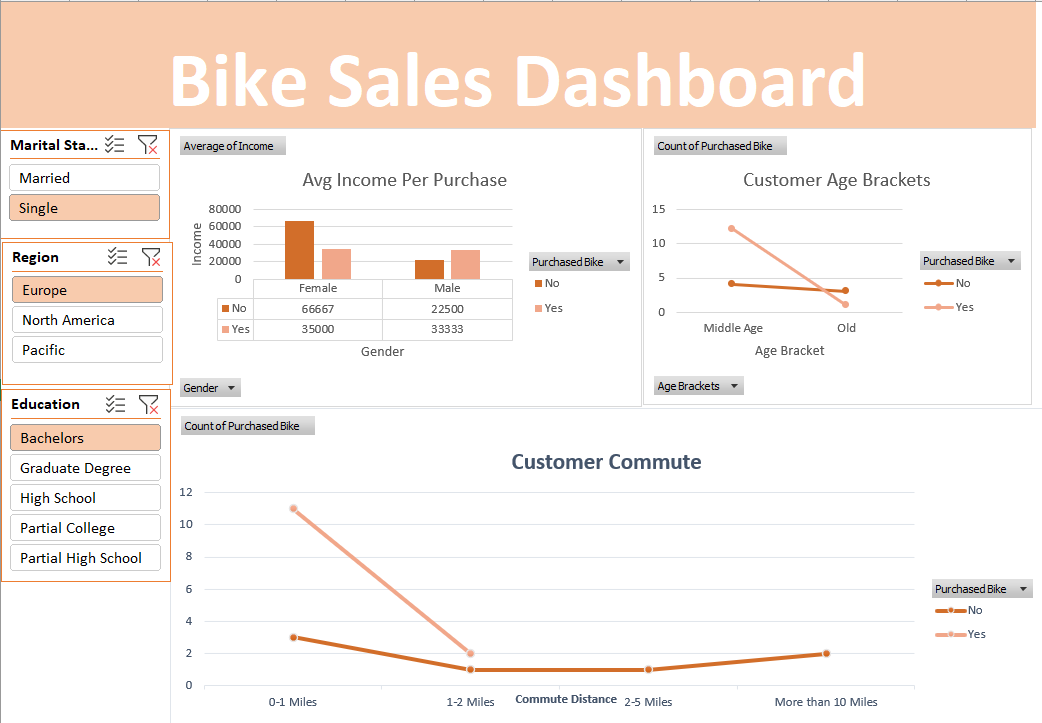 Bike Sales Dashboard
Marital Sta...
Married
Single
Region
Europe
North America
Pacific
Education
Bachelors
Graduate Degree
High School
Partial College
Partial High School
Average of Income
Avg Income Per Purchase
80000
60000
40000
20000
0
Income
Female Male
No 66667 22500
Yes 35000 33333
Gender
Purchased Bike
No
Yes
Gender
Count of Purchased Bike
Customer Age Brackets
15
10
5
0
Middle Age Old
Age Bracket
Purchased Bike
No
Yes
Age Brackets
Count of Purchased Bike
Customer Commute
12
10
8
6
4
2
0
0-1 Miles 1-2 Miles 2-5 Miles More than 10 Miles
Commute Distance
Purchased Bike
No
Yes